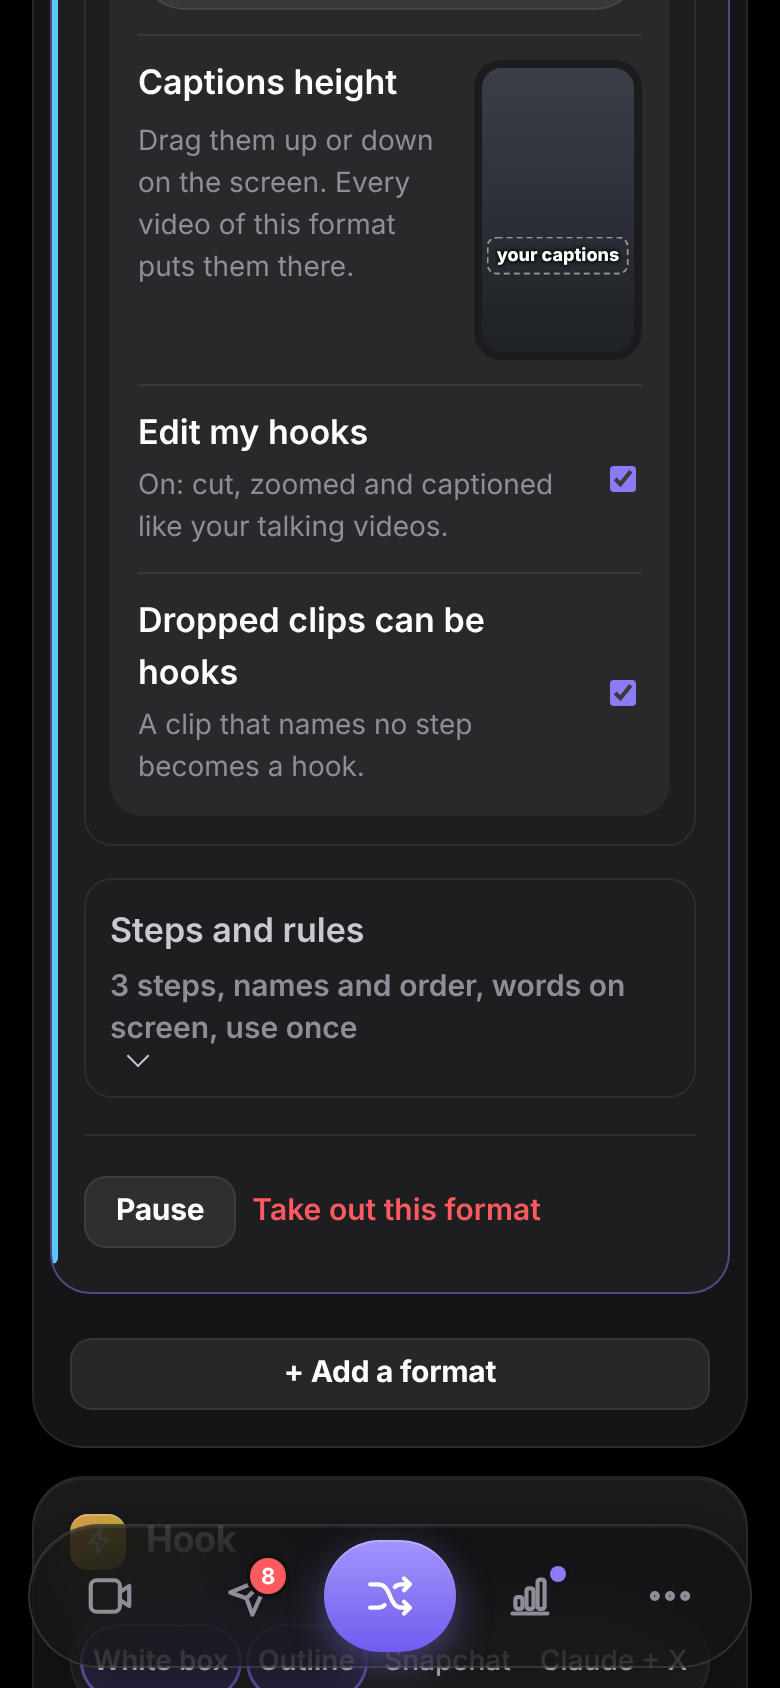 Captions height
Drag them up or down
on the screen. Every
video of this format
puts them there.
your captions
Edit my hooks
On: cut, zoomed and captioned
like your talking videos.
Dropped clips can be
hooks
A clip that names no step
becomes a hook.
Steps and rules
3 steps, names and order, words on
screen, use once
Pause
Take out this format
+ Add a format
Hook
8
White box
Outline
Snapchat
Claude + X